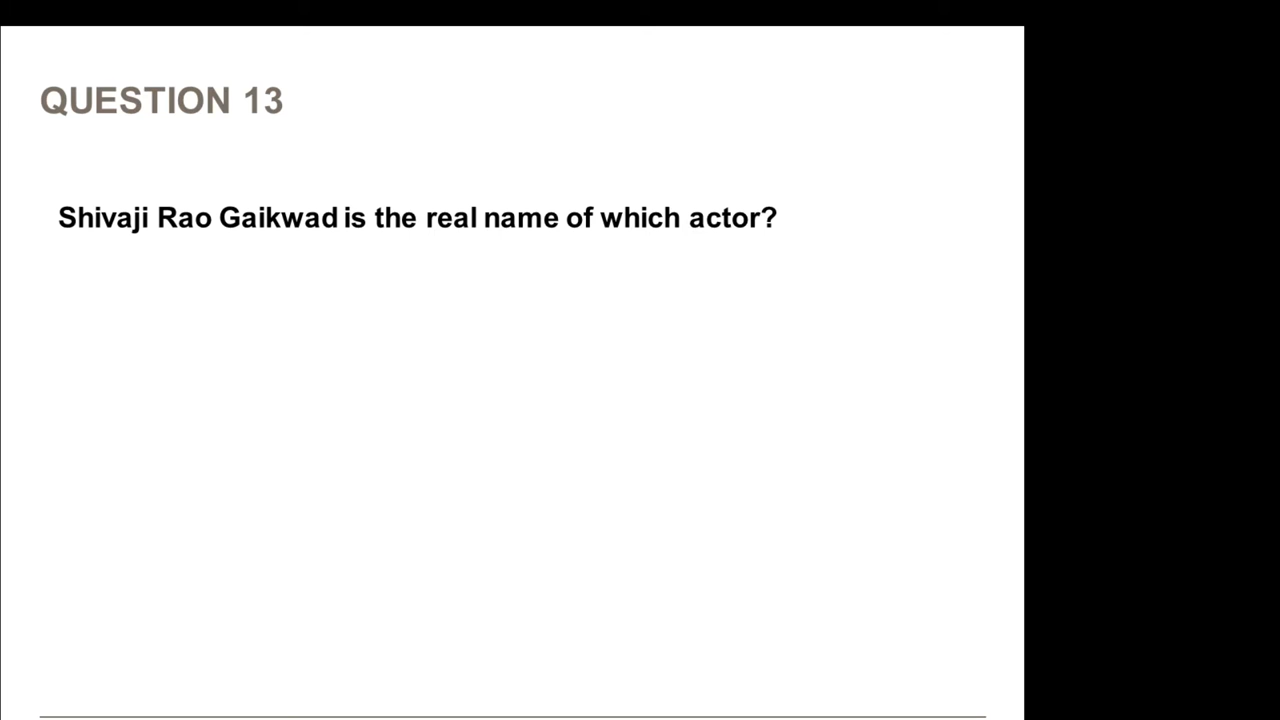 QUESTION 13
Shivaji Rao Gaikwad is the real name of which actor?